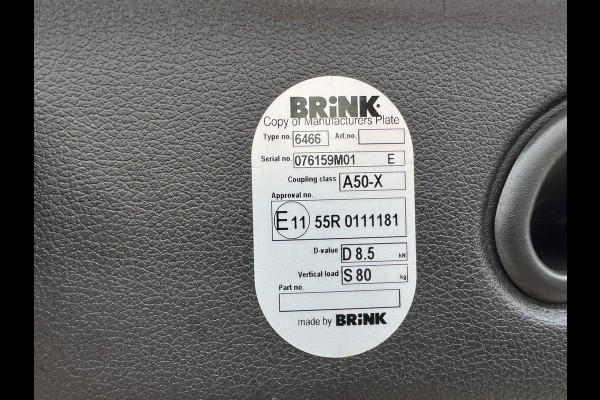 BRiNK
Copy of Manufacturers Plate
Type no. 6466 Art.no.
Serial no. 076159M01 E
Coupling class A50-X
Approval no.
E11 55R 0111181
D-value D 8.5 kN
Vertical load S 80 kg
Part no.
made by BRiNK